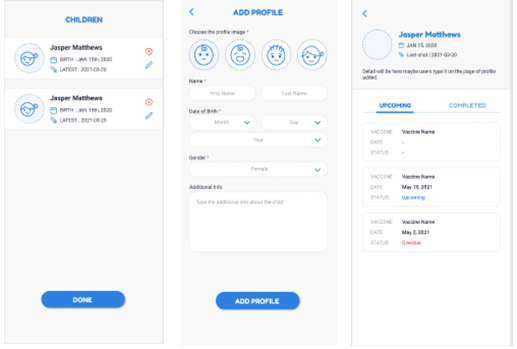 CHILDREN
Jasper Matthews
BIRTH : JAN 15th, 2020
LATEST : 2021-03-20
Jasper Matthews
BIRTH : JAN 15th, 2020
LATEST : 2021-03-20
DONE
ADD PROFILE
Choose the profile image *
Name *
First Name
Last Name
Date of Birth *
Month
Day
Year
Gender *
Female
Additional Info
Type the additional info about the child
ADD PROFILE
Jasper Matthews
JAN 15, 2020
Last shot | 2021-03-20
Detail will be here maybe users type it on the page of profile
added.
UPCOMING
COMPLETED
VACCINE Vaccine Name
DATE -
STATUS -
VACCINE Vaccine Name
DATE May 15, 2021
STATUS Upcoming
VACCINE Vaccine Name
DATE May 2, 2021
STATUS Overdue